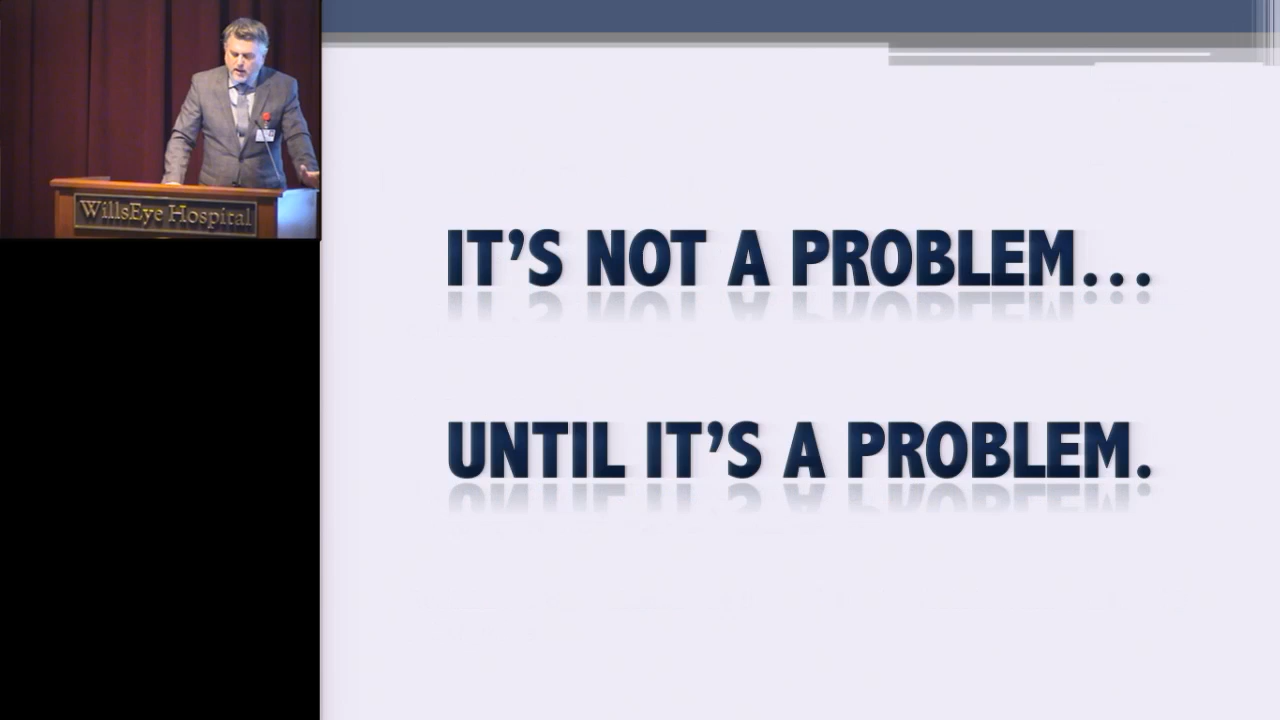 WillsEye Hospital
IT’S NOT A PROBLEM…
UNTIL IT’S A PROBLEM.